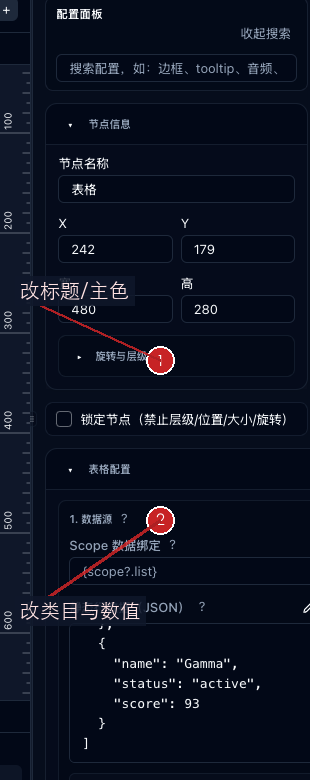 +
配置面板
收起搜索
搜索配置，如：边框、tooltip、音频、
▾ 节点信息
节点名称
表格
X Y
242 179
高
480 280
改标题/主色
▸ 旋转与层级
1
锁定节点（禁止层级/位置/大小/旋转）
▾ 表格配置
1. 数据源 ?
2
Scope 数据绑定 ?
{scope?.list}
改类目与数值
JSON) ?
},
{
"name": "Gamma",
"status": "active",
"score": 93
}
]
100
200
300
400
500
600